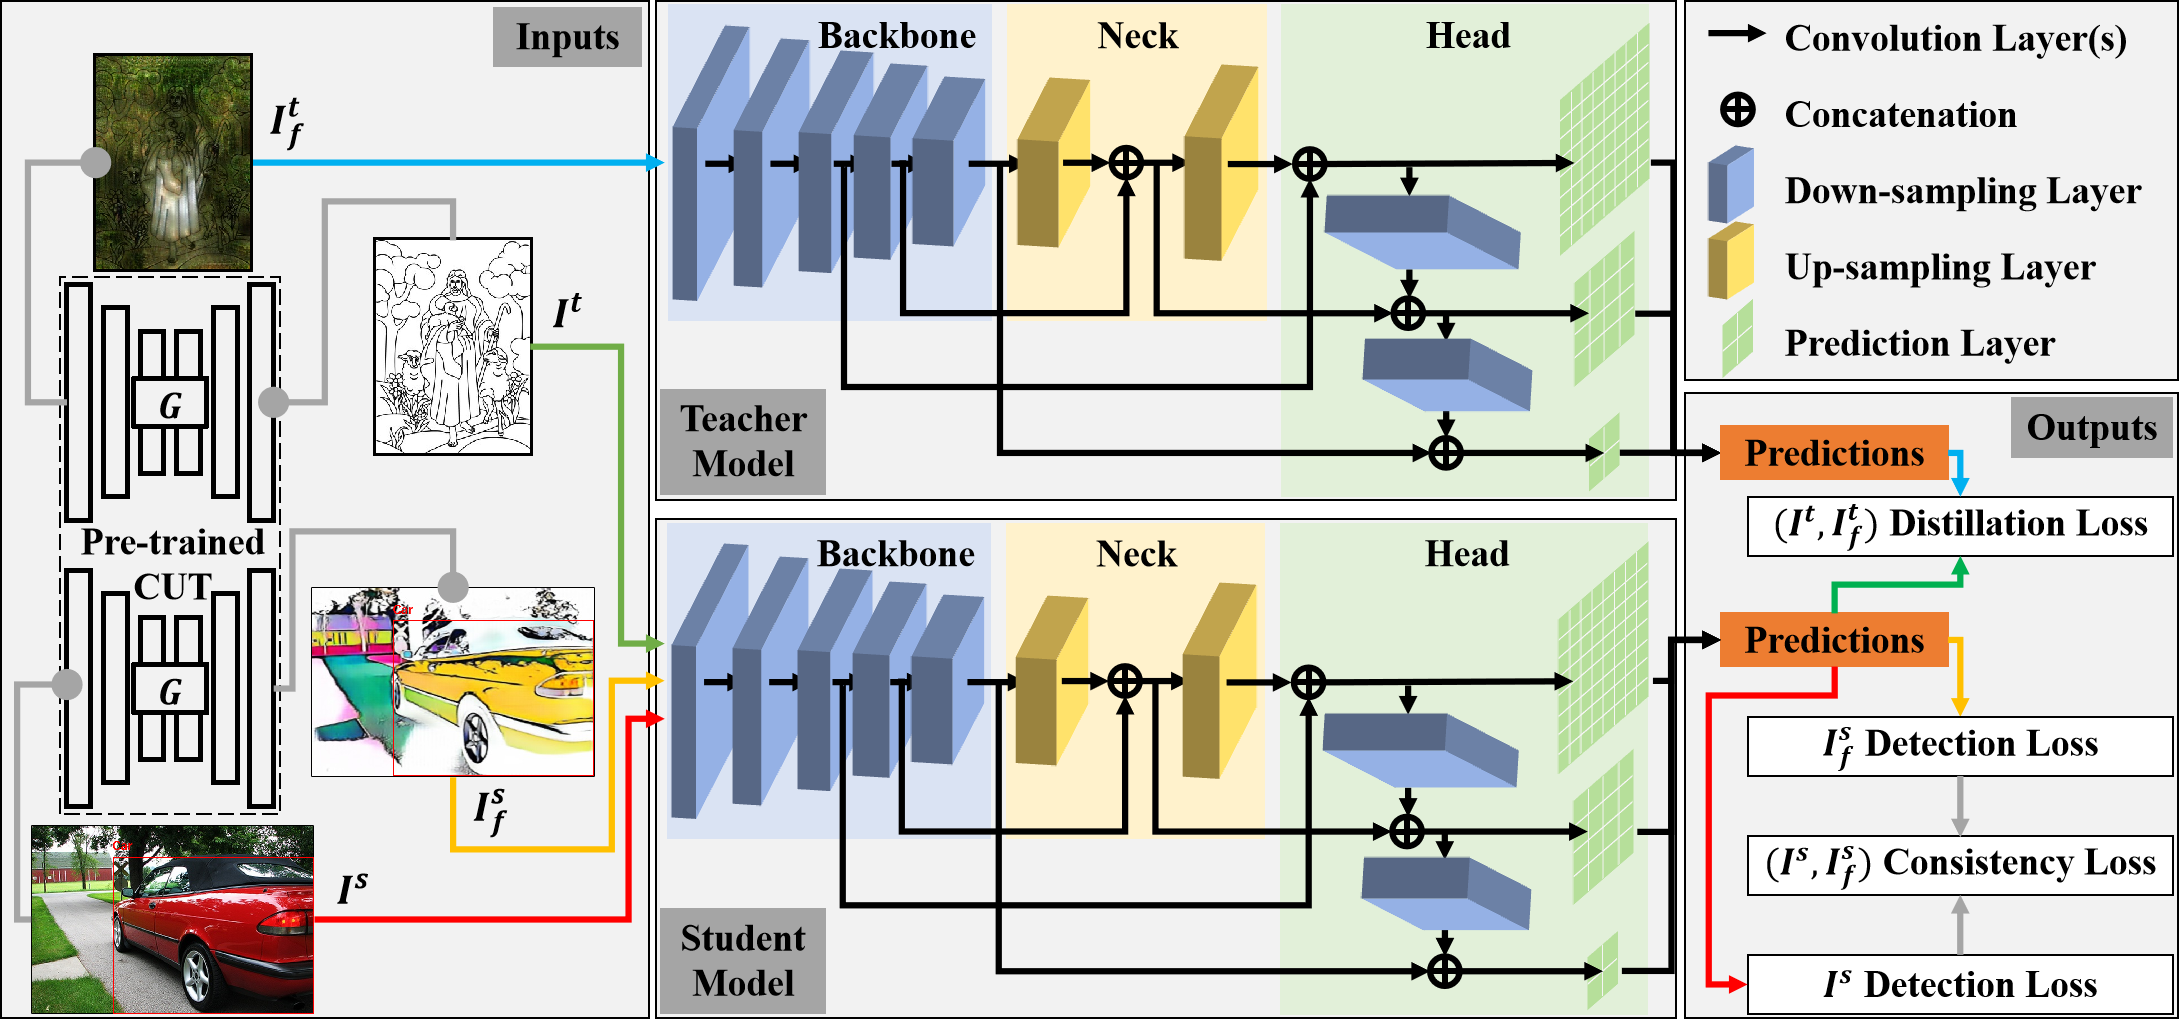 Inputs
I_f^t
I^t
G
Pre-trained
CUT
G
Car
I_f^s
Car
I^s
Backbone
Neck
Head
Teacher
Model
Backbone
Neck
Head
Student
Model
Convolution Layer(s)
Concatenation
Down-sampling Layer
Up-sampling Layer
Prediction Layer
Outputs
Predictions
(I^t, I_f^t) Distillation Loss
Predictions
I_f^s Detection Loss
(I^s, I_f^s) Consistency Loss
I^s Detection Loss